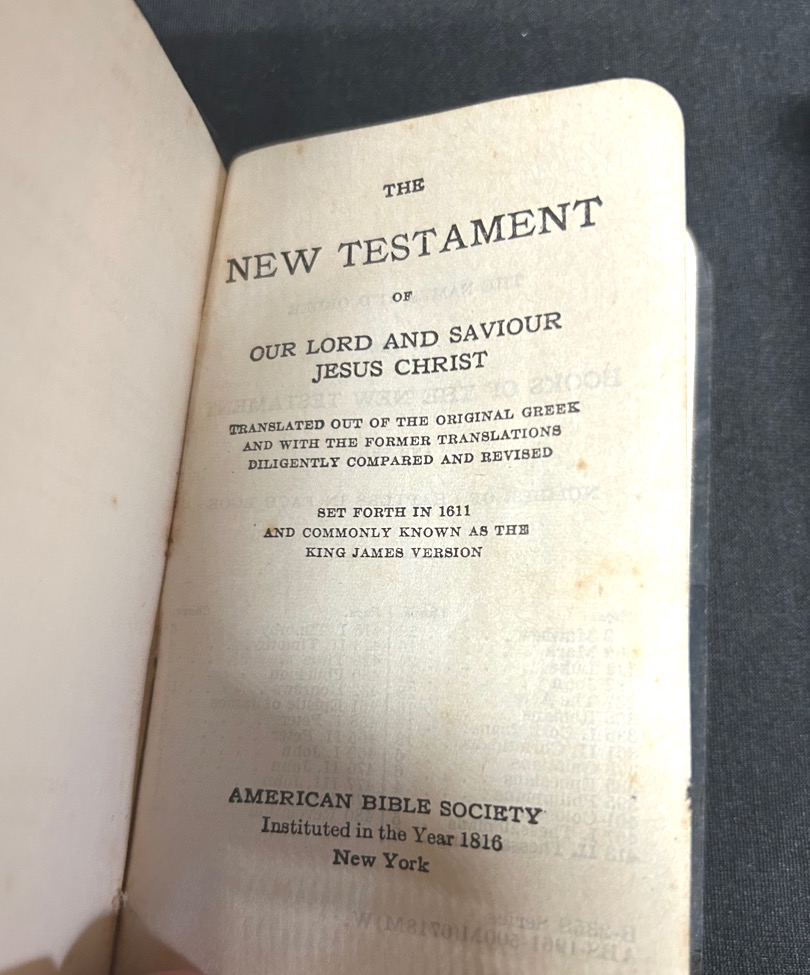 THE
NEW TESTAMENT
OF
OUR LORD AND SAVIOUR
JESUS CHRIST
TRANSLATED OUT OF THE ORIGINAL GREEK
AND WITH THE FORMER TRANSLATIONS
DILIGENTLY COMPARED AND REVISED
SET FORTH IN 1611
AND COMMONLY KNOWN AS THE
KING JAMES VERSION
AMERICAN BIBLE SOCIETY
Instituted in the Year 1816
New York